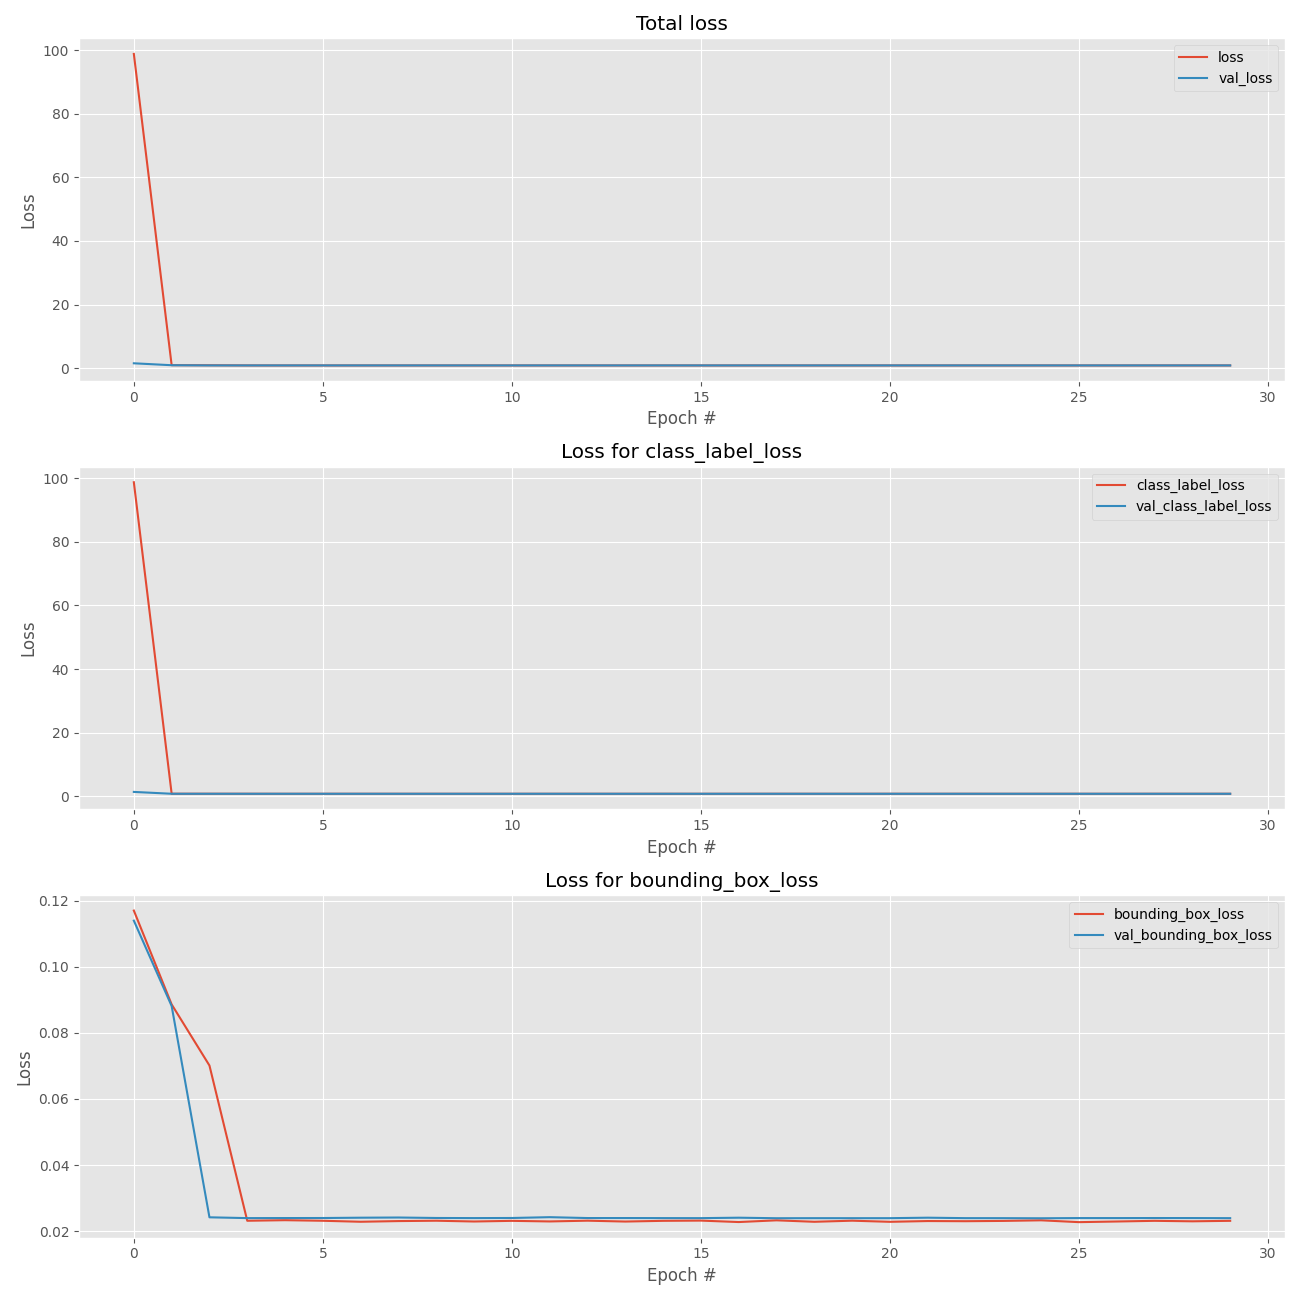 Total loss
100
80
60
40
20
0
Loss
loss
val_loss
0 5 10 15 20 25 30
Epoch #
Loss for class_label_loss
100
80
60
40
20
0
Loss
class_label_loss
val_class_label_loss
0 5 10 15 20 25 30
Epoch #
Loss for bounding_box_loss
0.12
0.10
0.08
0.06
0.04
0.02
Loss
bounding_box_loss
val_bounding_box_loss
0 5 10 15 20 25 30
Epoch #